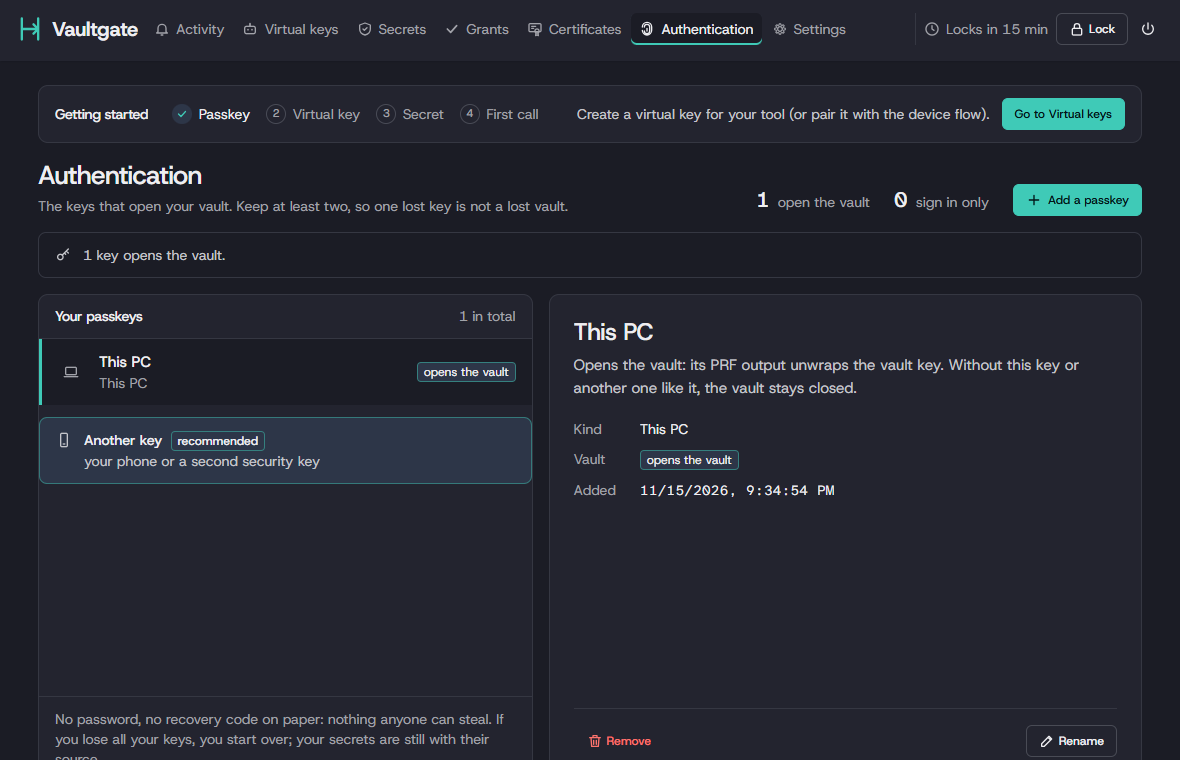 Vaultgate Activity Virtual keys Secrets Grants Certificates Authentication Settings Locks in 15 min Lock
Getting started Passkey 2 Virtual key 3 Secret 4 First call Create a virtual key for your tool (or pair it with the device flow). Go to Virtual keys
Authentication
The keys that open your vault. Keep at least two, so one lost key is not a lost vault.
1 open the vault 0 sign in only + Add a passkey
1 key opens the vault.
Your passkeys 1 in total
This PC
This PC
opens the vault
Another key recommended
your phone or a second security key
No password, no recovery code on paper: nothing anyone can steal. If
you lose all your keys, you start over; your secrets are still with their
source.
This PC
Opens the vault: its PRF output unwraps the vault key. Without this key or
another one like it, the vault stays closed.
Kind This PC
Vault opens the vault
Added 11/15/2026, 9:34:54 PM
Remove Rename